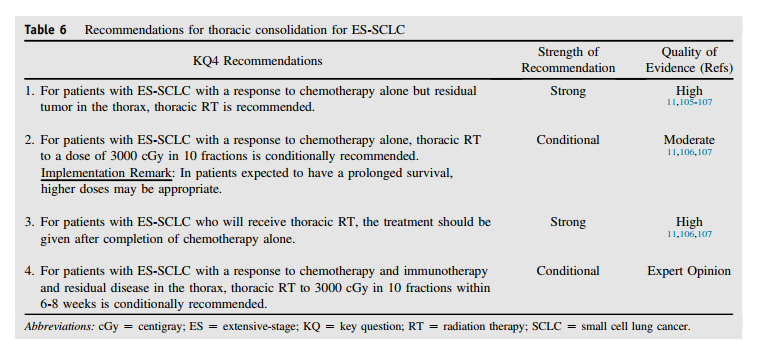 Table 6 Recommendations for thoracic consolidation for ES-SCLC
KQ4 Recommendations
Strength of
Recommendation
Quality of
Evidence (Refs)
1. For patients with ES-SCLC with a response to chemotherapy alone but residual
tumor in the thorax, thoracic RT is recommended.
Strong
High
11,105-107
2. For patients with ES-SCLC with a response to chemotherapy alone, thoracic RT
to a dose of 3000 cGy in 10 fractions is conditionally recommended.
Implementation Remark: In patients expected to have a prolonged survival,
higher doses may be appropriate.
Conditional
Moderate
11,106,107
3. For patients with ES-SCLC who will receive thoracic RT, the treatment should be
given after completion of chemotherapy alone.
Strong
High
11,106,107
4. For patients with ES-SCLC with a response to chemotherapy and immunotherapy
and residual disease in the thorax, thoracic RT to 3000 cGy in 10 fractions within
6-8 weeks is conditionally recommended.
Conditional
Expert Opinion
Abbreviations: cGy = centigray; ES = extensive-stage; KQ = key question; RT = radiation therapy; SCLC = small cell lung cancer.